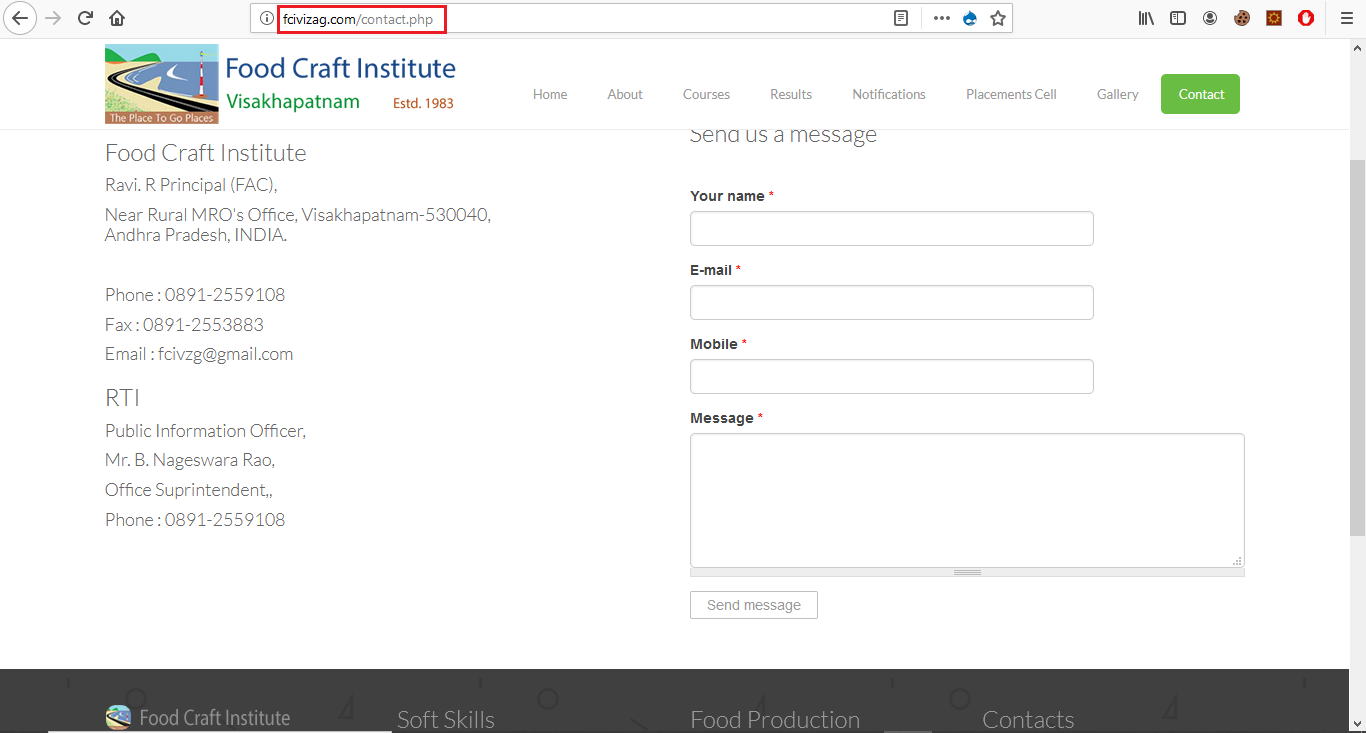 fcivizag.com/contact.php
Food Craft Institute
Visakhapatnam Estd. 1983
The Place To Go Places
Home About Courses Results Notifications Placements Cell Gallery Contact
Food Craft Institute
Ravi. R Principal (FAC),
Near Rural MRO's Office, Visakhapatnam-530040,
Andhra Pradesh, INDIA.
Phone : 0891-2559108
Fax : 0891-2553883
Email : fcivzg@gmail.com
RTI
Public Information Officer,
Mr. B. Nageswara Rao,
Office Suprintendent,,
Phone : 0891-2559108
Send us a message
Your name *
E-mail *
Mobile *
Message *
Send message
Food Craft Institute
Soft Skills
Food Production
Contacts